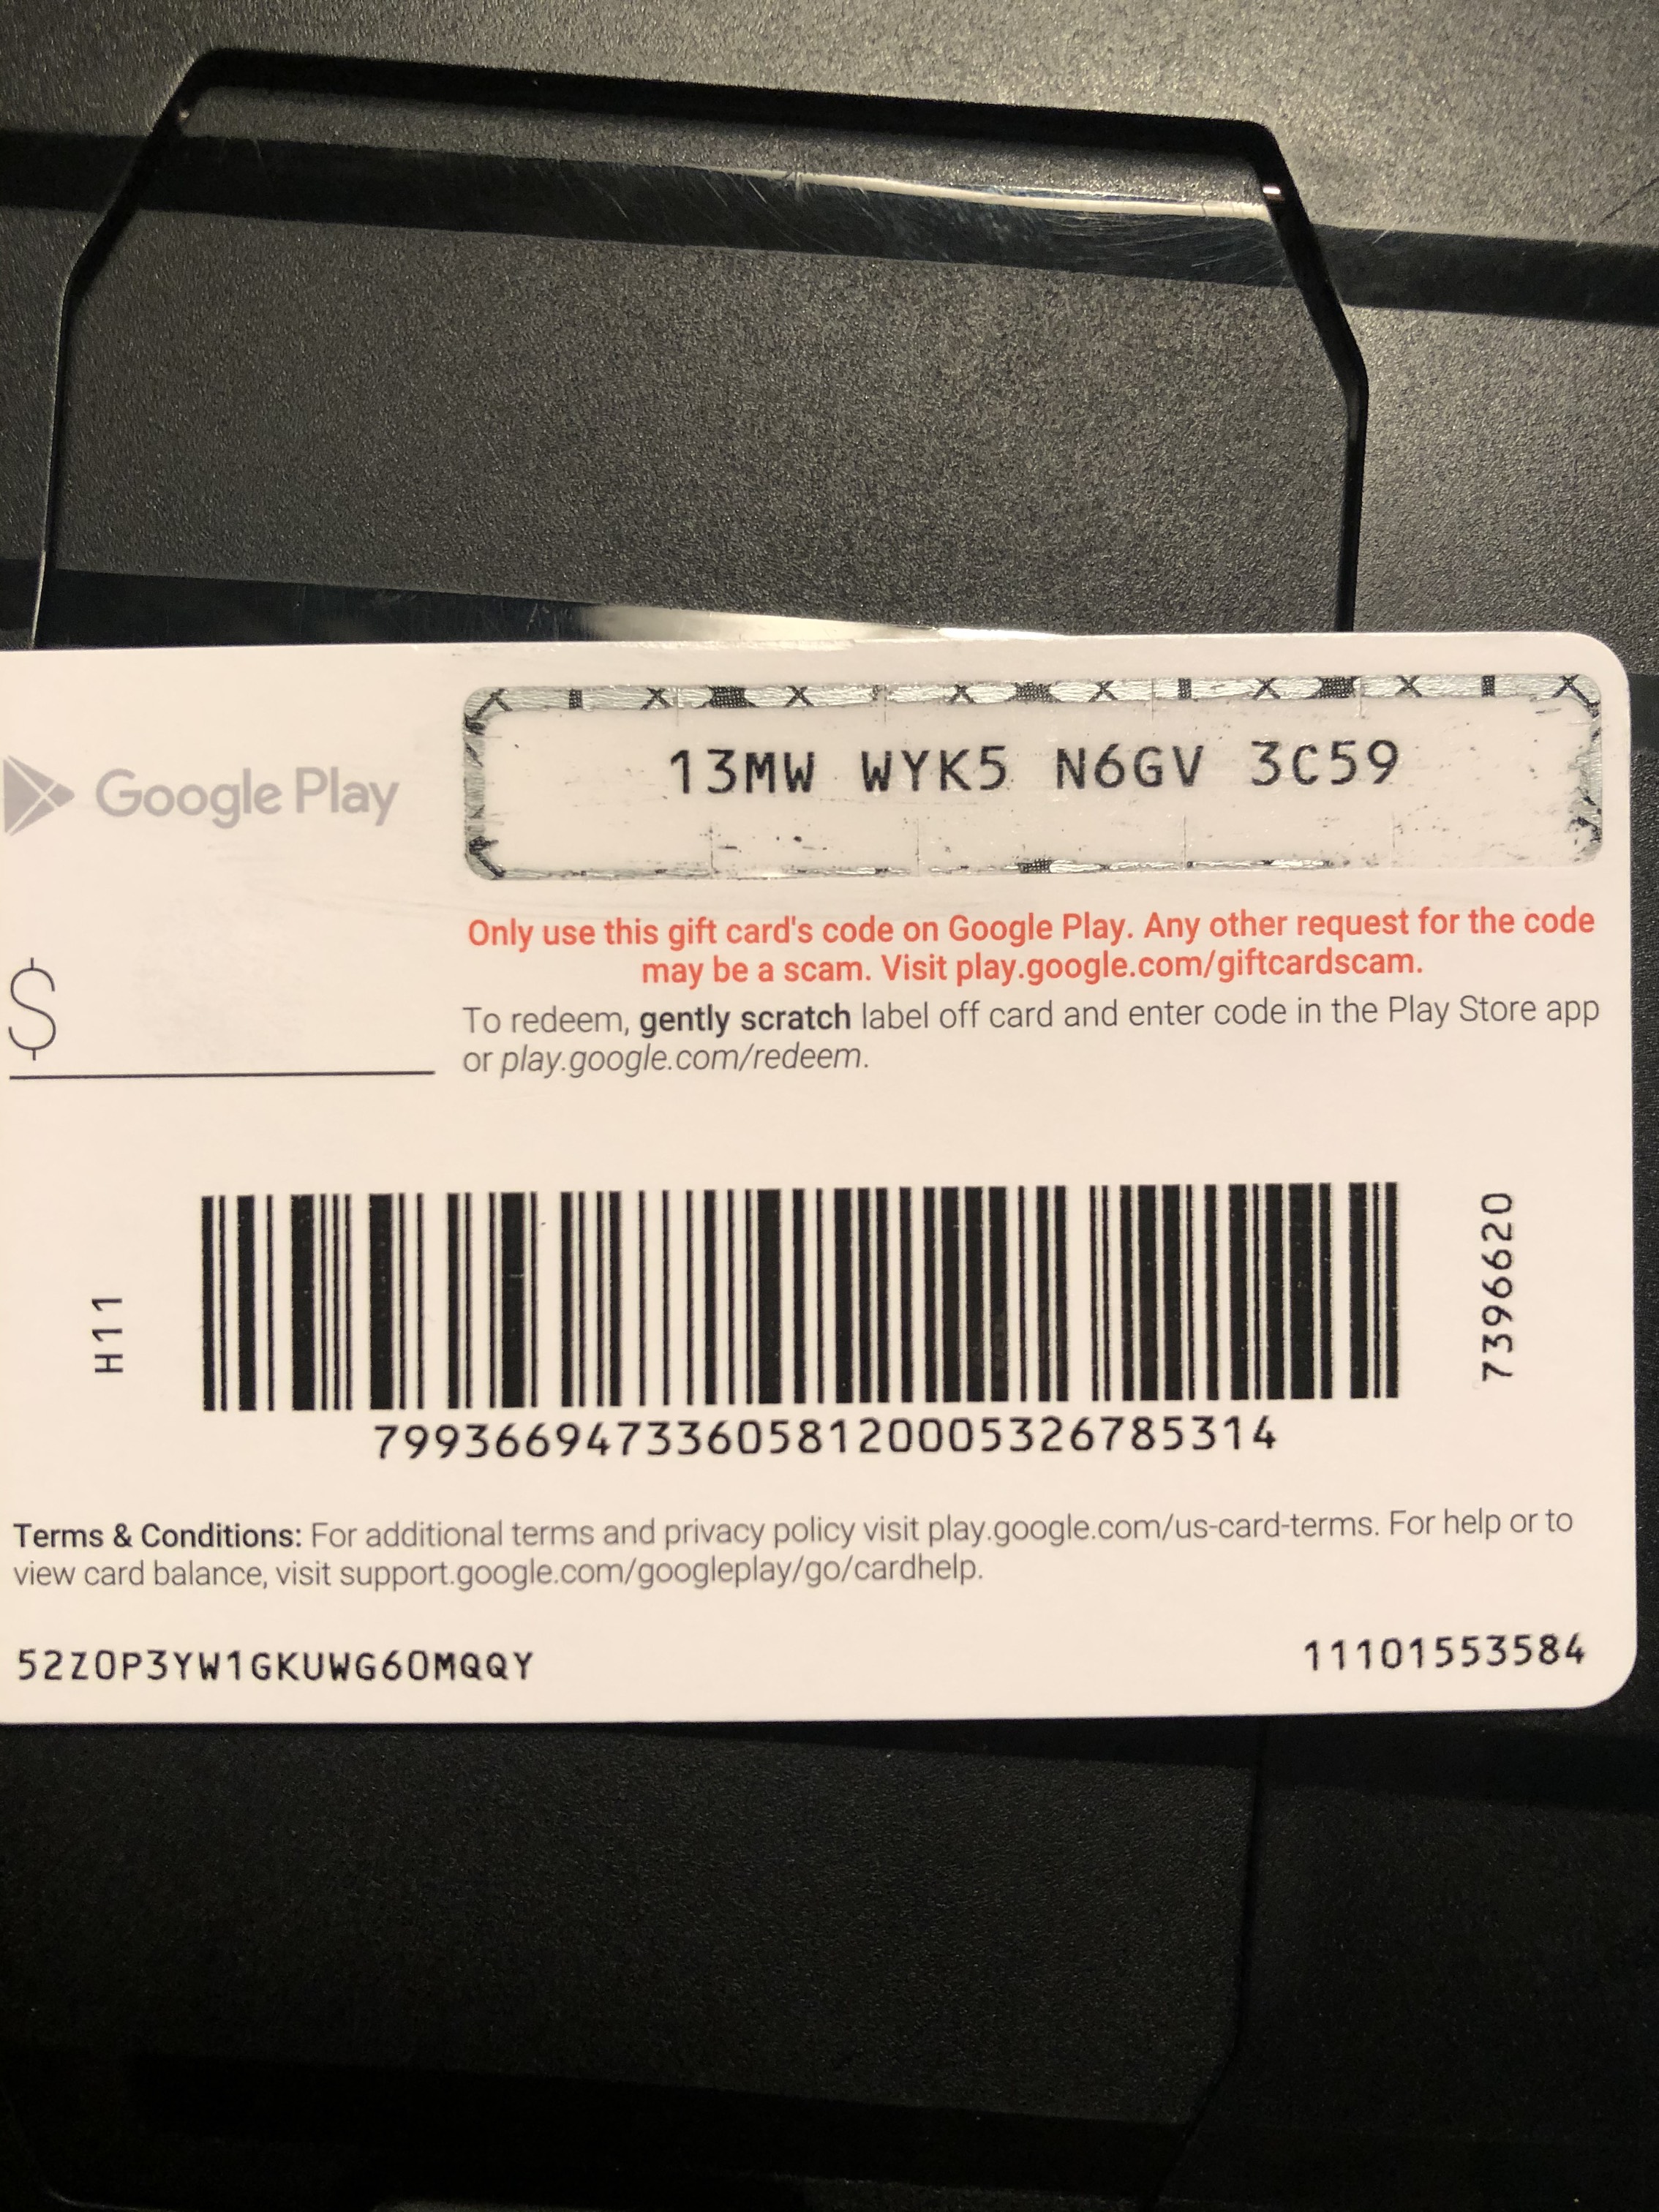 13MW WYK5 N6GV 3C59
Google Play
Only use this gift card's code on Google Play. Any other request for the code
may be a scam. Visit play.google.com/giftcardscam.
$
To redeem, gently scratch label off card and enter code in the Play Store app
or play.google.com/redeem.
H11
7396620
799366947336058120005326785314
Terms & Conditions: For additional terms and privacy policy visit play.google.com/us-card-terms. For help or to
view card balance, visit support.google.com/googleplay/go/cardhelp.
52Z0P3YW1GKUWG60MQQY
11101553584